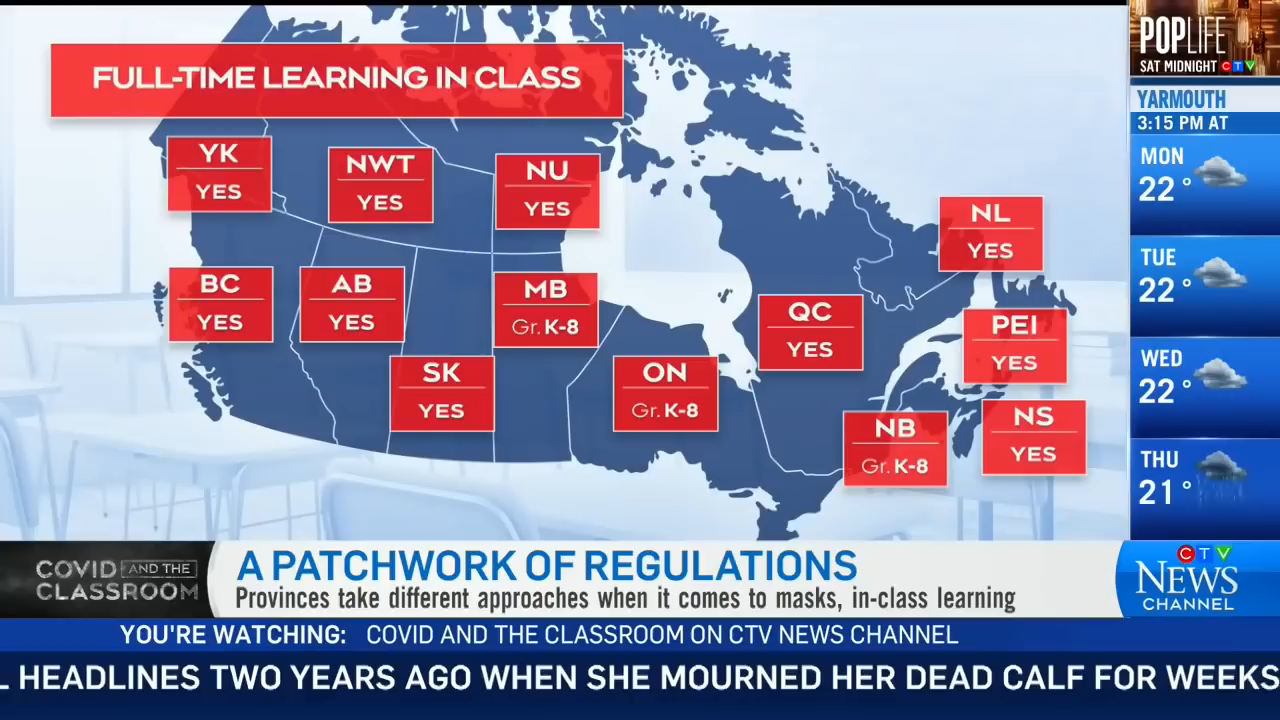 FULL-TIME LEARNING IN CLASS
YK
YES
NWT
YES
NU
YES
NL
YES
BC
YES
AB
YES
MB
Gr. K-8
QC
YES
PEI
YES
SK
YES
ON
Gr. K-8
NB
Gr. K-8
NS
YES
POPLIFE
SAT MIDNIGHT CTV
YARMOUTH
3:15 PM AT
MON
22°
TUE
22°
WED
22°
THU
21°
COVID AND THE
CLASSROOM
A PATCHWORK OF REGULATIONS
Provinces take different approaches when it comes to masks, in-class learning
CTV
NEWS
CHANNEL
YOU'RE WATCHING: COVID AND THE CLASSROOM ON CTV NEWS CHANNEL
L HEADLINES TWO YEARS AGO WHEN SHE MOURNED HER DEAD CALF FOR WEEKS